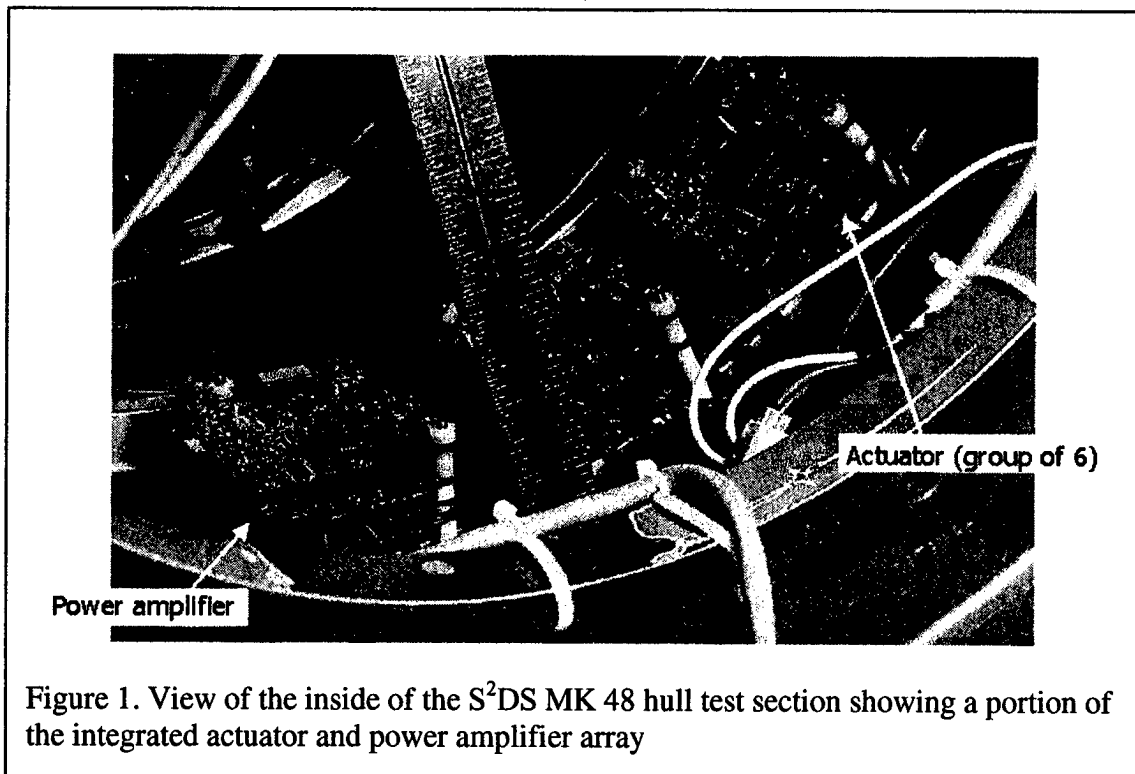 Actuator (group of 6)
Power amplifier
Figure 1. View of the inside of the S²DS MK 48 hull test section showing a portion of
the integrated actuator and power amplifier array